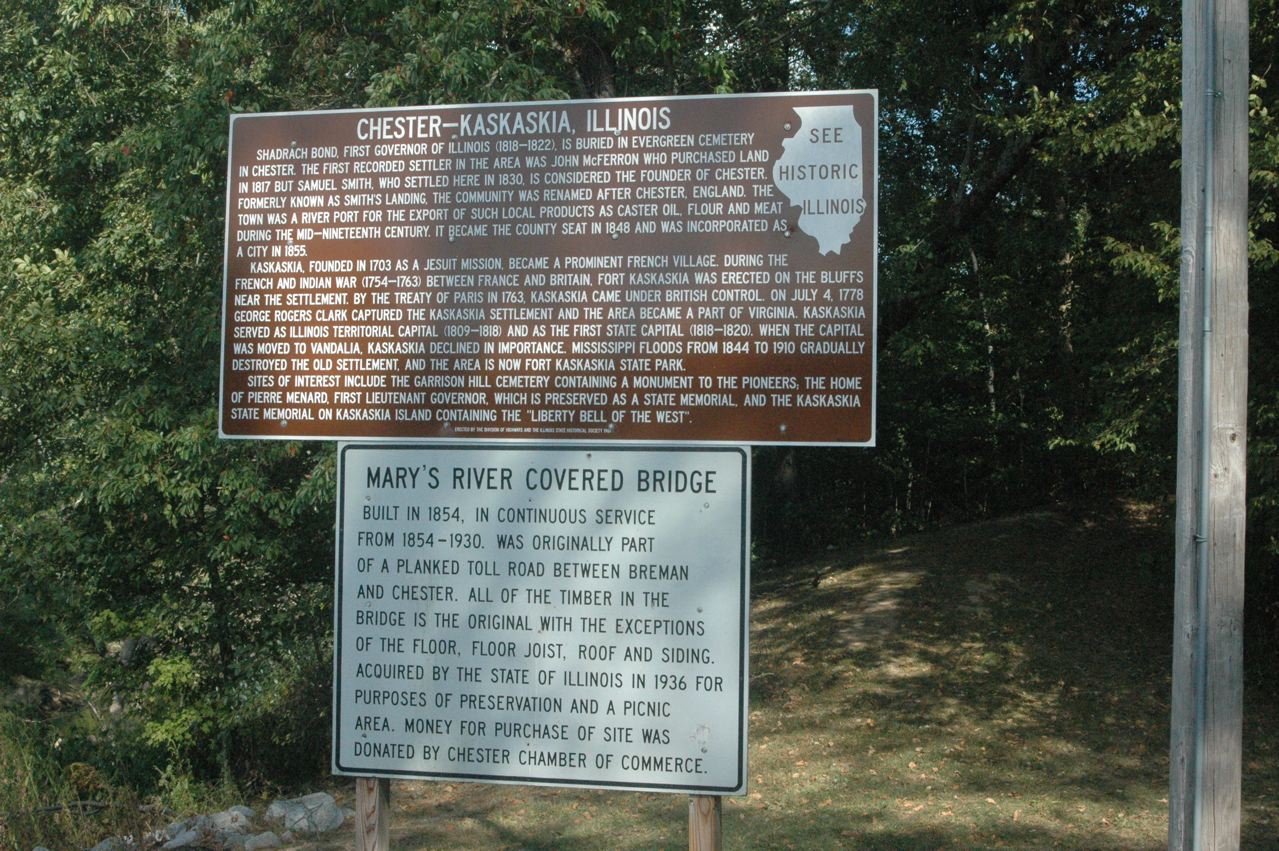 CHESTER–KASKASKIA, ILLINOIS
SHADRACH BOND, FIRST GOVERNOR OF ILLINOIS (1818–1822), IS BURIED IN EVERGREEN CEMETERY
IN CHESTER. THE FIRST RECORDED SETTLER IN THE AREA WAS JOHN McFERRON WHO PURCHASED LAND
IN 1817 BUT SAMUEL SMITH, WHO SETTLED HERE IN 1830, IS CONSIDERED THE FOUNDER OF CHESTER.
FORMERLY KNOWN AS SMITH'S LANDING, THE COMMUNITY WAS RENAMED AFTER CHESTER, ENGLAND. THE
TOWN WAS A RIVER PORT FOR THE EXPORT OF SUCH LOCAL PRODUCTS AS CASTER OIL, FLOUR AND MEAT
DURING THE MID–NINETEENTH CENTURY. IT BECAME THE COUNTY SEAT IN 1848 AND WAS INCORPORATED AS
A CITY IN 1855.
KASKASKIA, FOUNDED IN 1703 AS A JESUIT MISSION, BECAME A PROMINENT FRENCH VILLAGE. DURING THE
FRENCH AND INDIAN WAR (1754–1763) BETWEEN FRANCE AND BRITAIN, FORT KASKASKIA WAS ERECTED ON THE BLUFFS
NEAR THE SETTLEMENT. BY THE TREATY OF PARIS IN 1763, KASKASKIA CAME UNDER BRITISH CONTROL. ON JULY 4, 1778
GEORGE ROGERS CLARK CAPTURED THE KASKASKIA SETTLEMENT AND THE AREA BECAME A PART OF VIRGINIA. KASKASKIA
SERVED AS ILLINOIS TERRITORIAL CAPITAL (1809–1818) AND AS THE FIRST STATE CAPITAL (1818–1820). WHEN THE CAPITAL
WAS MOVED TO VANDALIA, KASKASKIA DECLINED IN IMPORTANCE. MISSISSIPPI FLOODS FROM 1844 TO 1910 GRADUALLY
DESTROYED THE OLD SETTLEMENT, AND THE AREA IS NOW FORT KASKASKIA STATE PARK.
SITES OF INTEREST INCLUDE THE GARRISON HILL CEMETERY CONTAINING A MONUMENT TO THE PIONEERS; THE HOME
OF PIERRE MENARD, FIRST LIEUTENANT GOVERNOR, WHICH IS PRESERVED AS A STATE MEMORIAL, AND THE KASKASKIA
STATE MEMORIAL ON KASKASKIA ISLAND CONTAINING THE "LIBERTY BELL OF THE WEST".
ERECTED BY THE DIVISION OF HIGHWAYS AND THE ILLINOIS STATE HISTORICAL SOCIETY
SEE
HISTORIC
ILLINOIS
MARY'S RIVER COVERED BRIDGE
BUILT IN 1854, IN CONTINUOUS SERVICE
FROM 1854–1930. WAS ORIGINALLY PART
OF A PLANKED TOLL ROAD BETWEEN BREMAN
AND CHESTER. ALL OF THE TIMBER IN THE
BRIDGE IS THE ORIGINAL WITH THE EXCEPTIONS
OF THE FLOOR, FLOOR JOIST, ROOF AND SIDING.
ACQUIRED BY THE STATE OF ILLINOIS IN 1936 FOR
PURPOSES OF PRESERVATION AND A PICNIC
AREA. MONEY FOR PURCHASE OF SITE WAS
DONATED BY CHESTER CHAMBER OF COMMERCE.